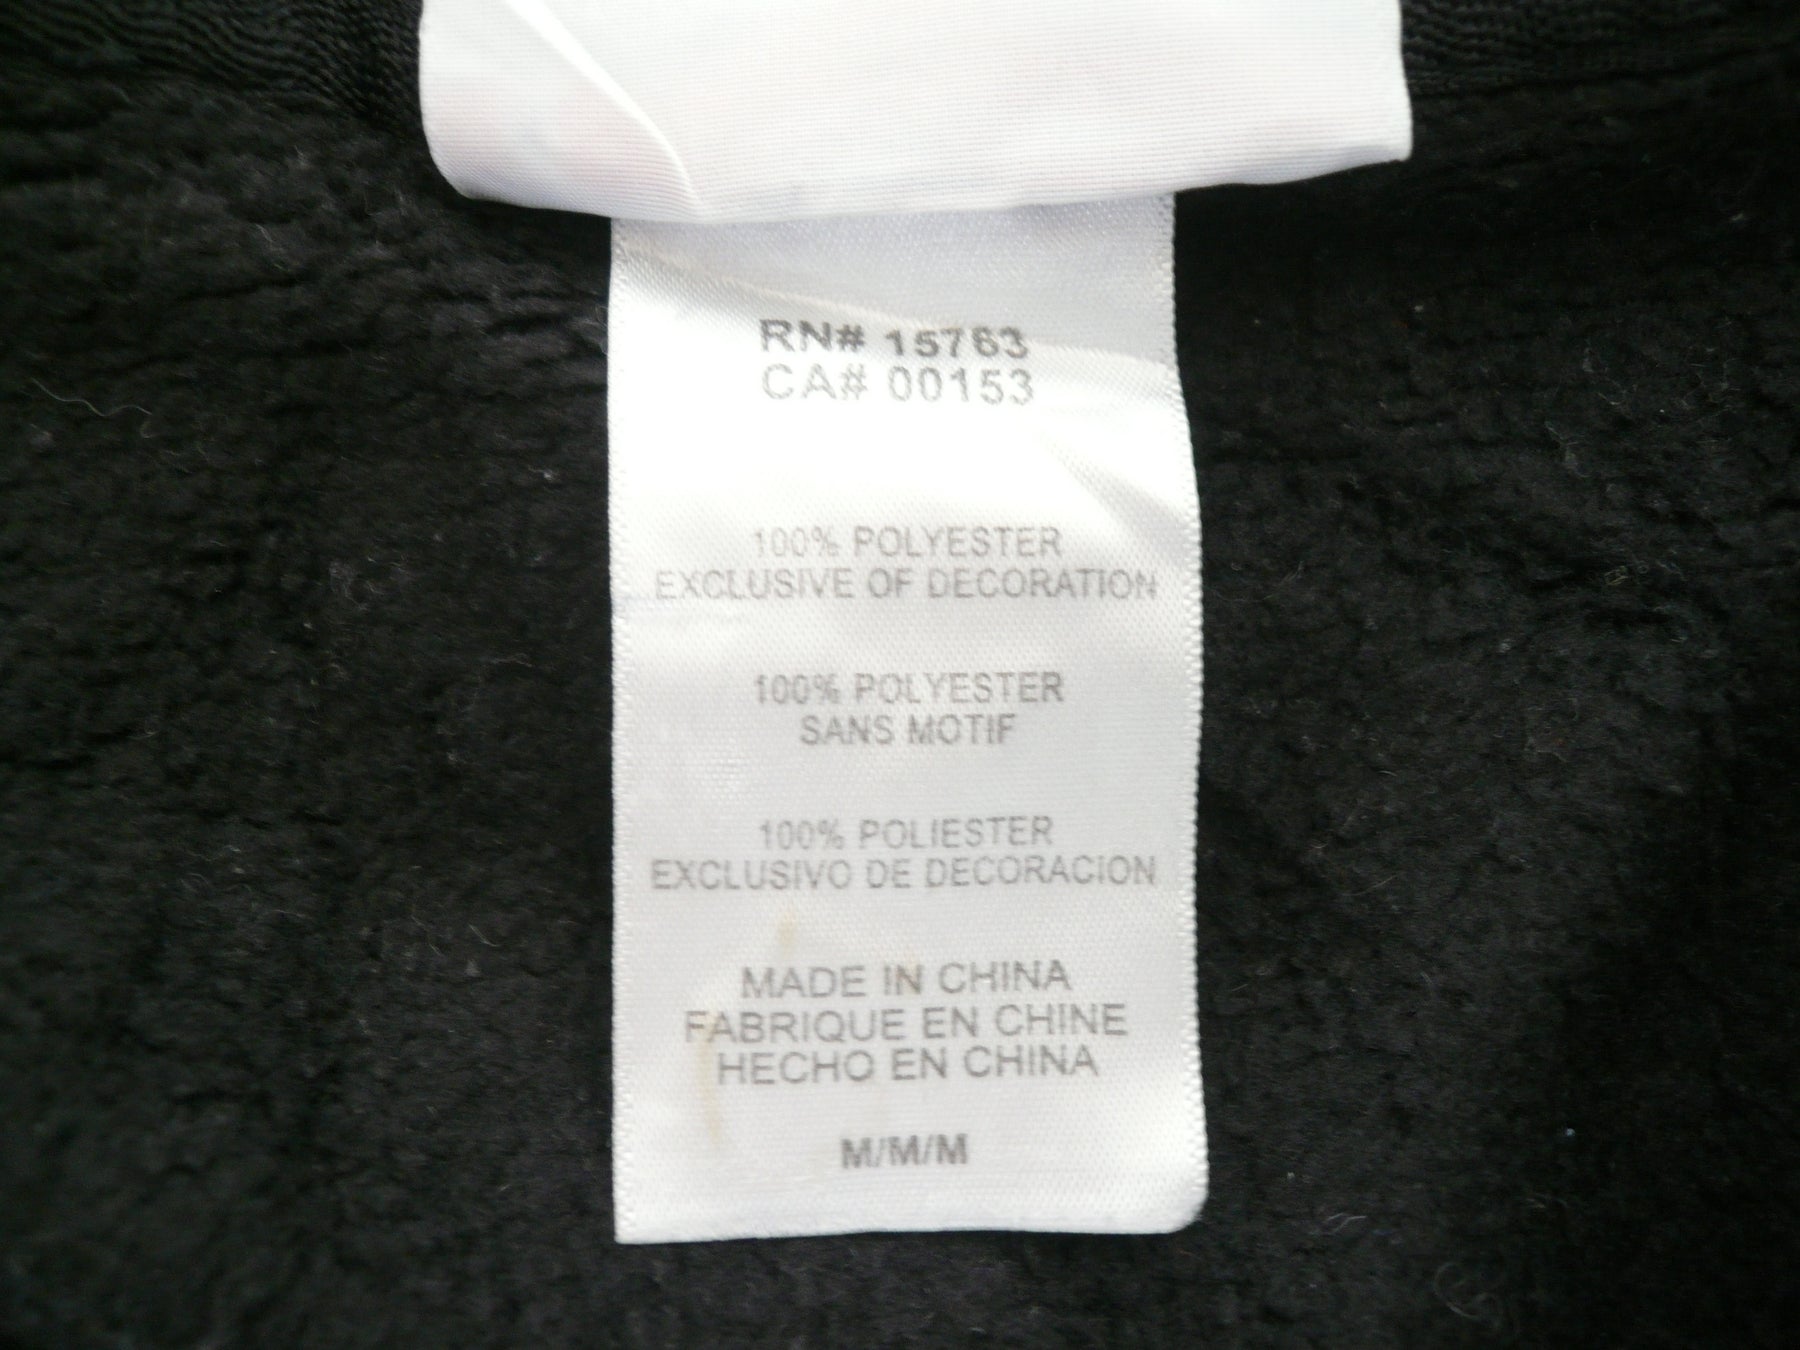 RN# 15763
CA# 00153
100% POLYESTER
EXCLUSIVE OF DECORATION
100% POLYESTER
SANS MOTIF
100% POLIESTER
EXCLUSIVO DE DECORACION
MADE IN CHINA
FABRIQUE EN CHINE
HECHO EN CHINA
M/M/M